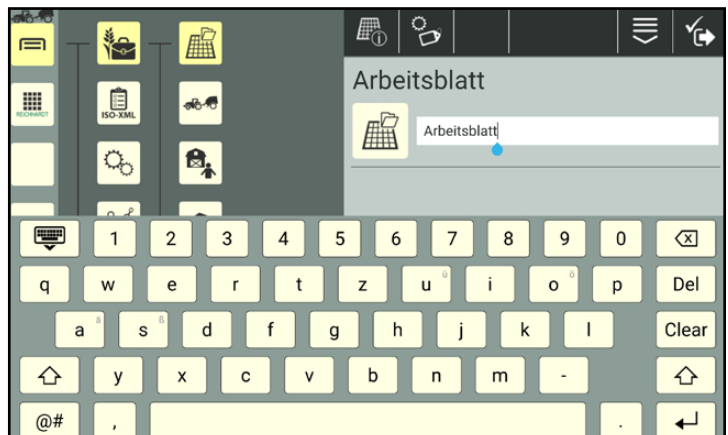 Arbeitsblatt
REICHHARDT
ISO-XML
Arbeitsblatt
1 2 3 4 5 6 7 8 9 0
q w e r t z u ü i o ö p Del
a ä s ß d f g h j k l Clear
y x c v b n m -
@# , .